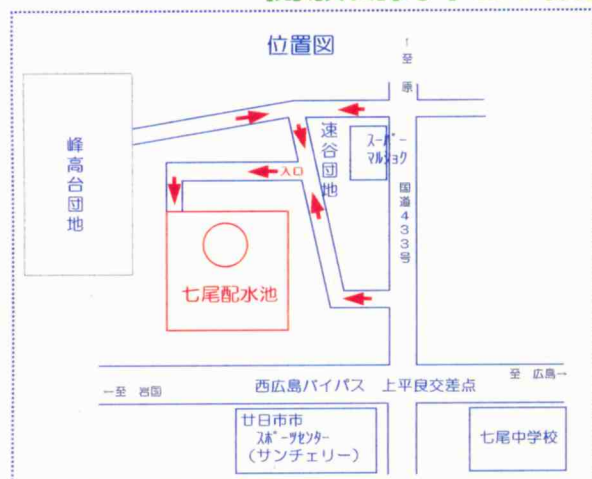 位置図
↑至 原
峰高台団地
速谷団地
スーパー
マルショク
入口
国道433号
七尾配水池
←至 岩国
西広島バイパス 上平良交差点
至 広島→
廿日市市
スポーツセンター
(サンチェリー)
七尾中学校